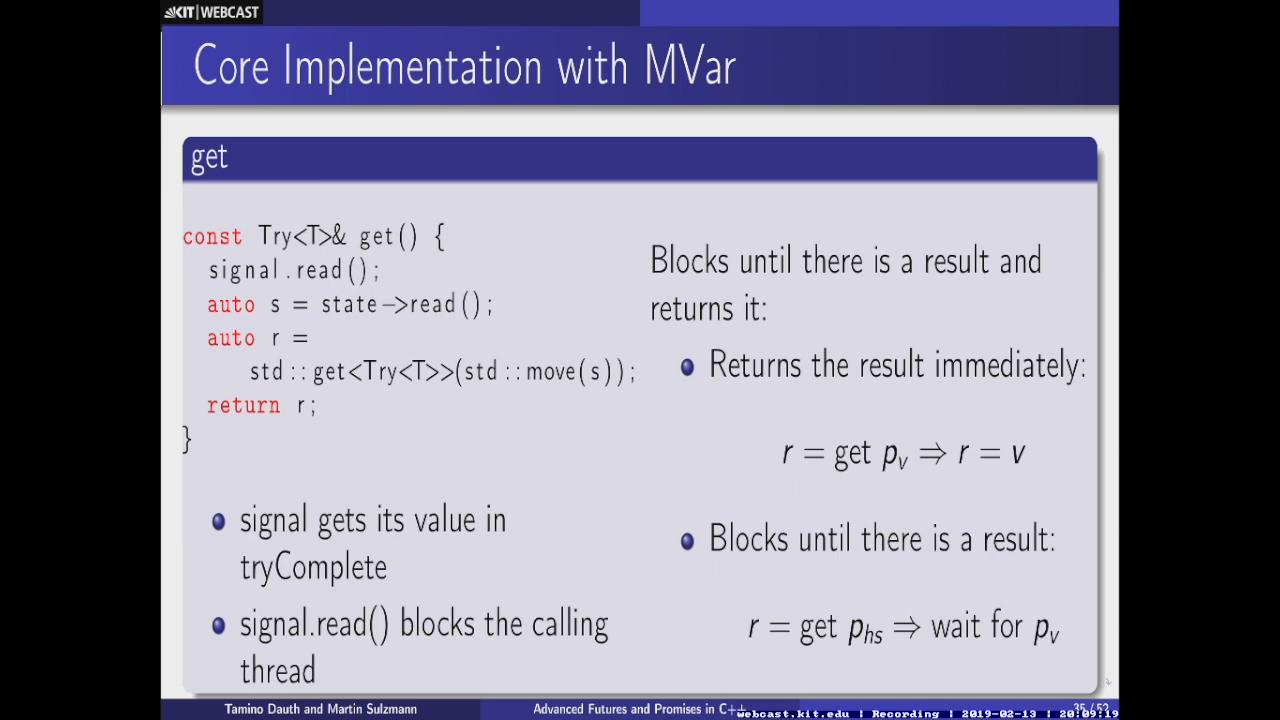 KIT | WEBCAST
Core Implementation with MVar
get
const Try<T>& get() {
signal.read();
auto s = state->read();
auto r =
std::get<Try<T>>(std::move(s));
return r;
}
signal gets its value in
tryComplete
signal.read() blocks the calling
thread
Blocks until there is a result and
returns it:
Returns the result immediately:
r = get p_v ⇒ r = v
Blocks until there is a result:
r = get p_hs ⇒ wait for p_v
Tamino Dauth and Martin Sulzmann
Advanced Futures and Promises in C++
35 / 52
webcast.kit.edu | Recording | 2019-02-13 | 20:09:19